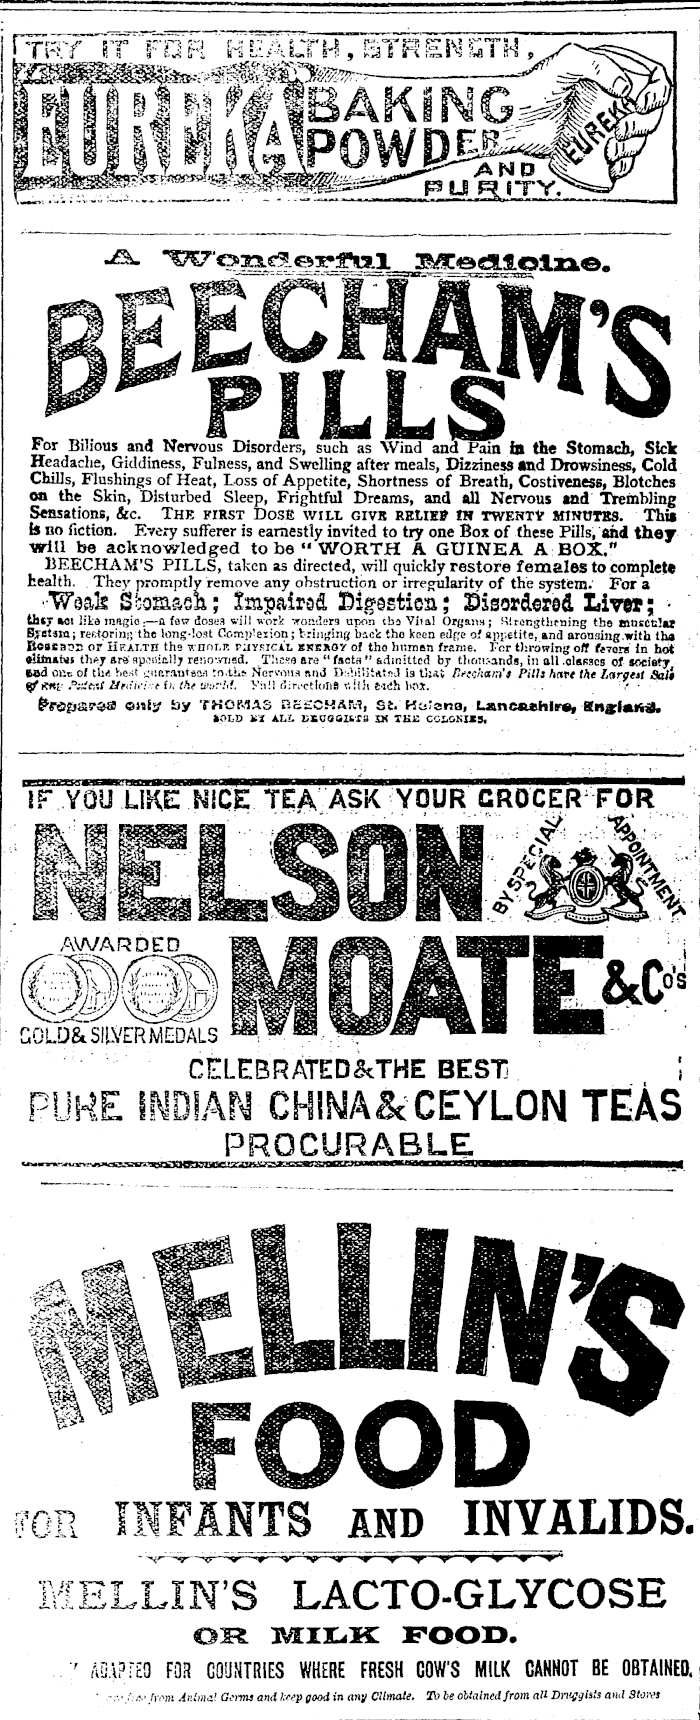 TRY IT FOR HEALTH, STRENGTH,
EUREKA BAKING
POWDER
EUREKA
AND
PURITY.
A Wonderful Medicine.
BEECHAM'S
PILLS
For Bilious and Nervous Disorders, such as Wind and Pain in the Stomach, Sick
Headache, Giddiness, Fulness, and Swelling after meals, Dizziness and Drowsiness, Cold
Chills, Flushings of Heat, Loss of Appetite, Shortness of Breath, Costiveness, Blotches
on the Skin, Disturbed Sleep, Frightful Dreams, and all Nervous and Trembling
Sensations, &c. THE FIRST DOSE WILL GIVE RELIEF IN TWENTY MINUTES. This
is no fiction. Every sufferer is earnestly invited to try one Box of these Pills, and they
will be acknowledged to be "WORTH A GUINEA A BOX."
BEECHAM'S PILLS, taken as directed, will quickly restore females to complete
health. They promptly remove any obstruction or irregularity of the system. For a
Weak Stomach; Impaired Digestion; Disordered Liver;
they act like magic:—a few doses will work wonders upon the Vital Organs; Strengthening the muscular
System; restoring the long-lost Complexion; bringing back the keen edge of appetite, and arousing with the
ROSEBUD OF HEALTH the WHOLE PHYSICAL ENERGY of the human frame. For throwing off fevers in hot
climates they are specially renowned. These are "facts" admitted by thousands, in all classes of society,
and one of the best guarantees to the Nervous and Debilitated is that Beecham's Pills have the Largest Sale
of any Patent Medicine in the world. Full directions with each box.
Prepared only by THOMAS BEECHAM, St. Helens, Lancashire, England.
SOLD BY ALL DRUGGISTS IN THE COLONIES.
IF YOU LIKE NICE TEA ASK YOUR GROCER FOR
NELSON
BY SPECIAL APPOINTMENT
AWARDED
MOATE & Co's
GOLD & SILVER MEDALS
CELEBRATED & THE BEST
PURE INDIAN CHINA & CEYLON TEAS
PROCURABLE
MELLIN'S
FOOD
FOR INFANTS AND INVALIDS.
MELLIN'S LACTO-GLYCOSE
OR MILK FOOD.
ADAPTED FOR COUNTRIES WHERE FRESH COW'S MILK CANNOT BE OBTAINED.
free from Animal Germs and keep good in any Climate. To be obtained from all Druggists and Stores